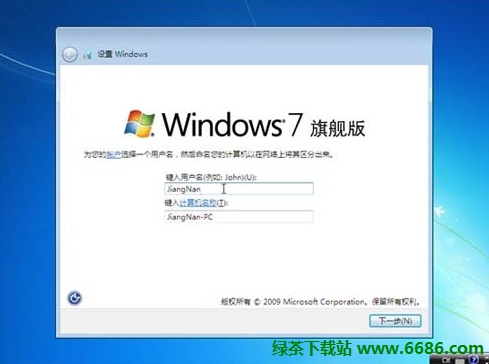 设置 Windows
Windows 7 旗舰版
为您的账户选择一个用户名，然后命名您的计算机以在网络上将其区分出来。
键入用户名(例如: John)(U):
JiangNan
键入计算机名称(T):
JiangNan-PC
版权所有 © 2009 Microsoft Corporation。保留所有权利。
下一步(N)
绿茶下载站 www.6686.com
CH